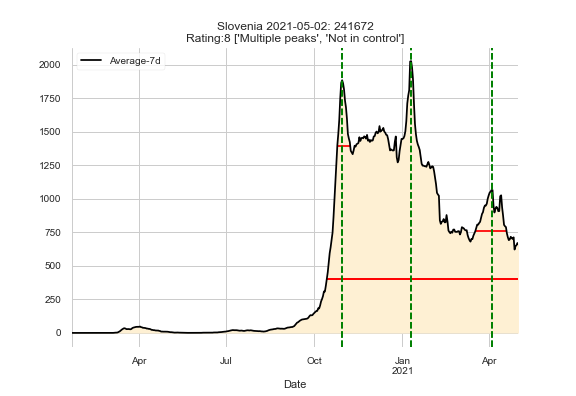 Slovenia 2021-05-02: 241672
Rating:8 ['Multiple peaks', 'Not in control']
Average-7d
2000
1750
1500
1250
1000
750
500
250
0
Apr Jul Oct Jan Apr
2021
Date